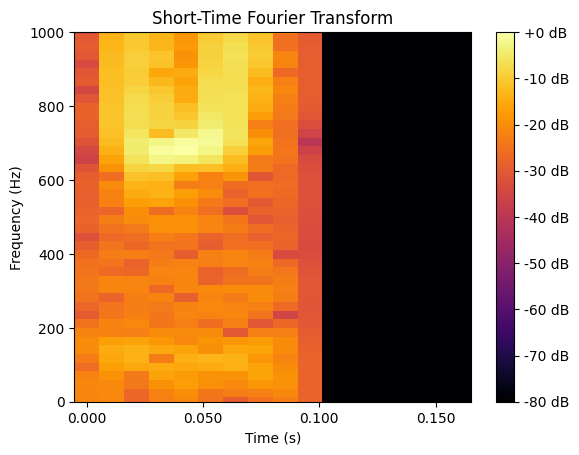 Short-Time Fourier Transform
1000
800
600
400
200
0
Frequency (Hz)
0.000
0.050
0.100
0.150
Time (s)
+0 dB
-10 dB
-20 dB
-30 dB
-40 dB
-50 dB
-60 dB
-70 dB
-80 dB